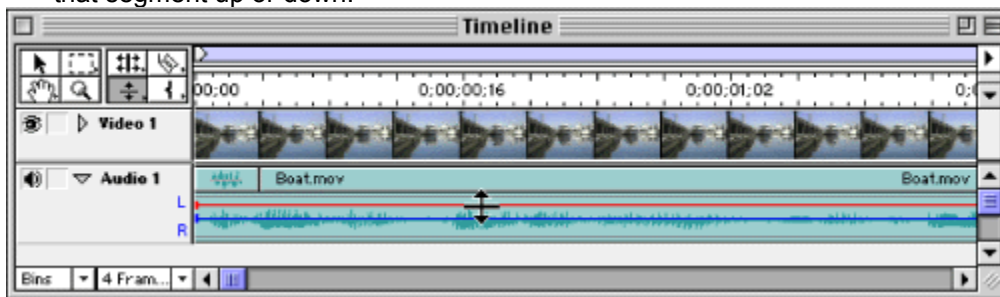 that segment up or down.
Timeline
00;00 0;00;00;16 0;00;01;02
Video 1
Audio 1 Boat.mov Boat.mov
L
R
Bins 4 Fram...